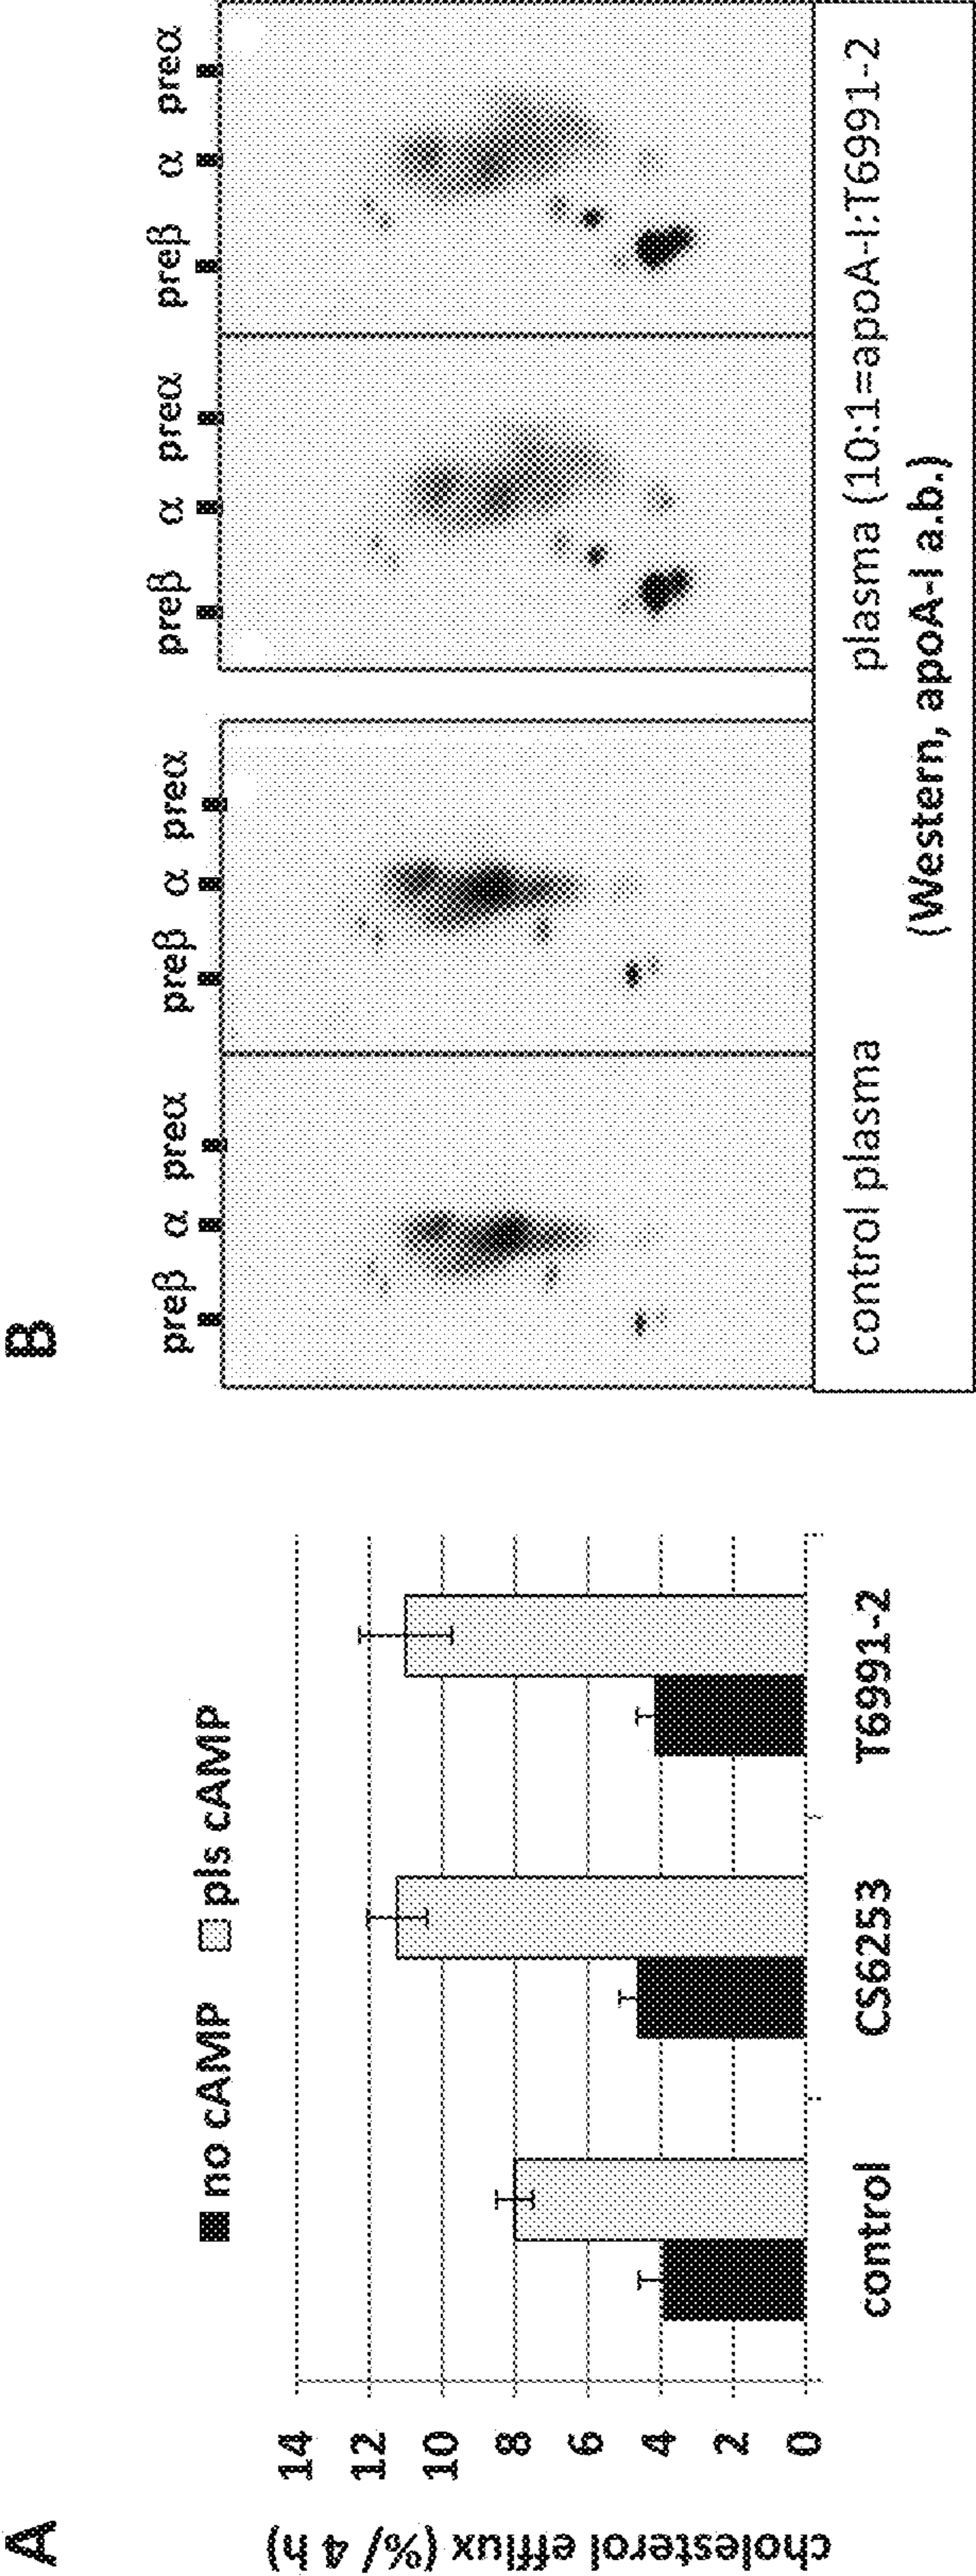 A
cholesterol efflux (%/ 4 h)
14
12
10
8
6
4
2
0
no cAMP pls cAMP
control CS6253 T6991-2
B
preβ α preα preβ α preα preβ α preα preβ α preα
control plasma plasma (10:1=apoA-I:T6991-2
(Western, apoA-I a.b.)